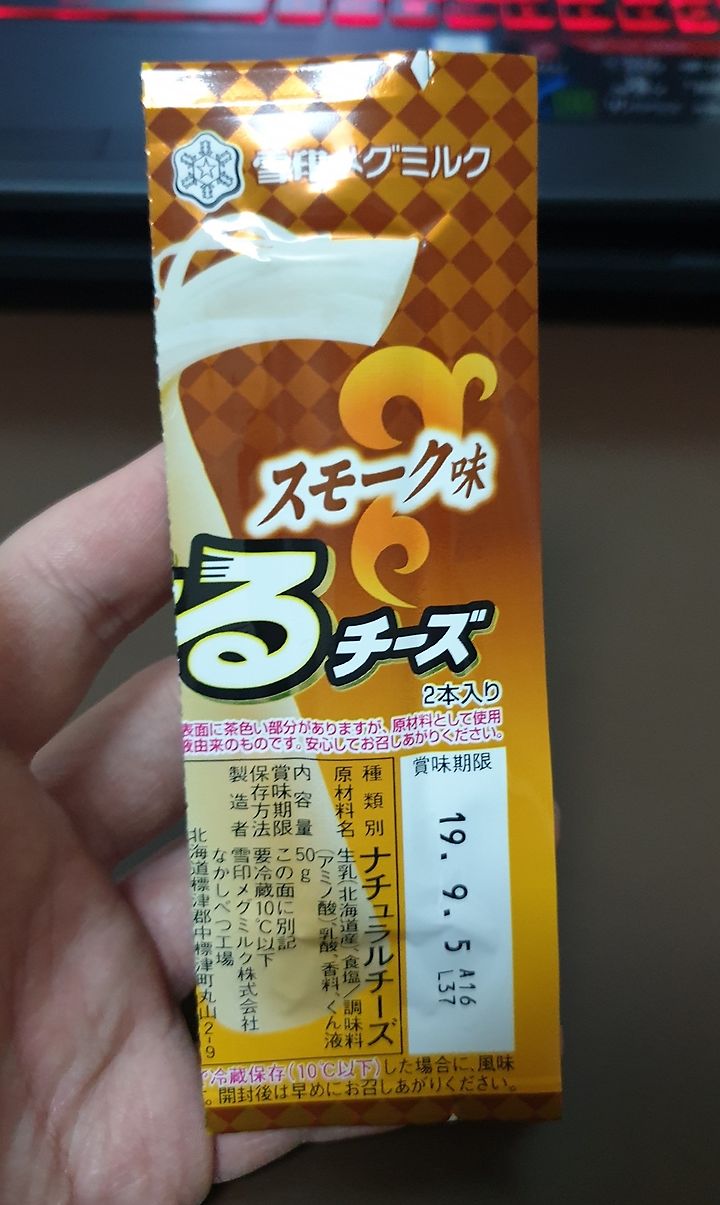 雪印メグミルク
スモーク味
るチーズ
2本入り
表面に茶色い部分がありますが、原材料として使用
液由来のものです。安心してお召しあがりください。
賞味期限
19.9.5 A16
L37
種類別 ナチュラルチーズ
原材料名 生乳(北海道産)、食塩/調味料
(アミノ酸)、乳酸、香料、くん液
内容量 50g
賞味期限 この面に別記
保存方法 要冷蔵10℃以下
製造者 雪印メグミルク株式会社
なかしべつ工場
北海道標津郡中標津町丸山2-9
冷蔵保存(10℃以下)した場合に、風味
。開封後は早めにお召しあがりください。